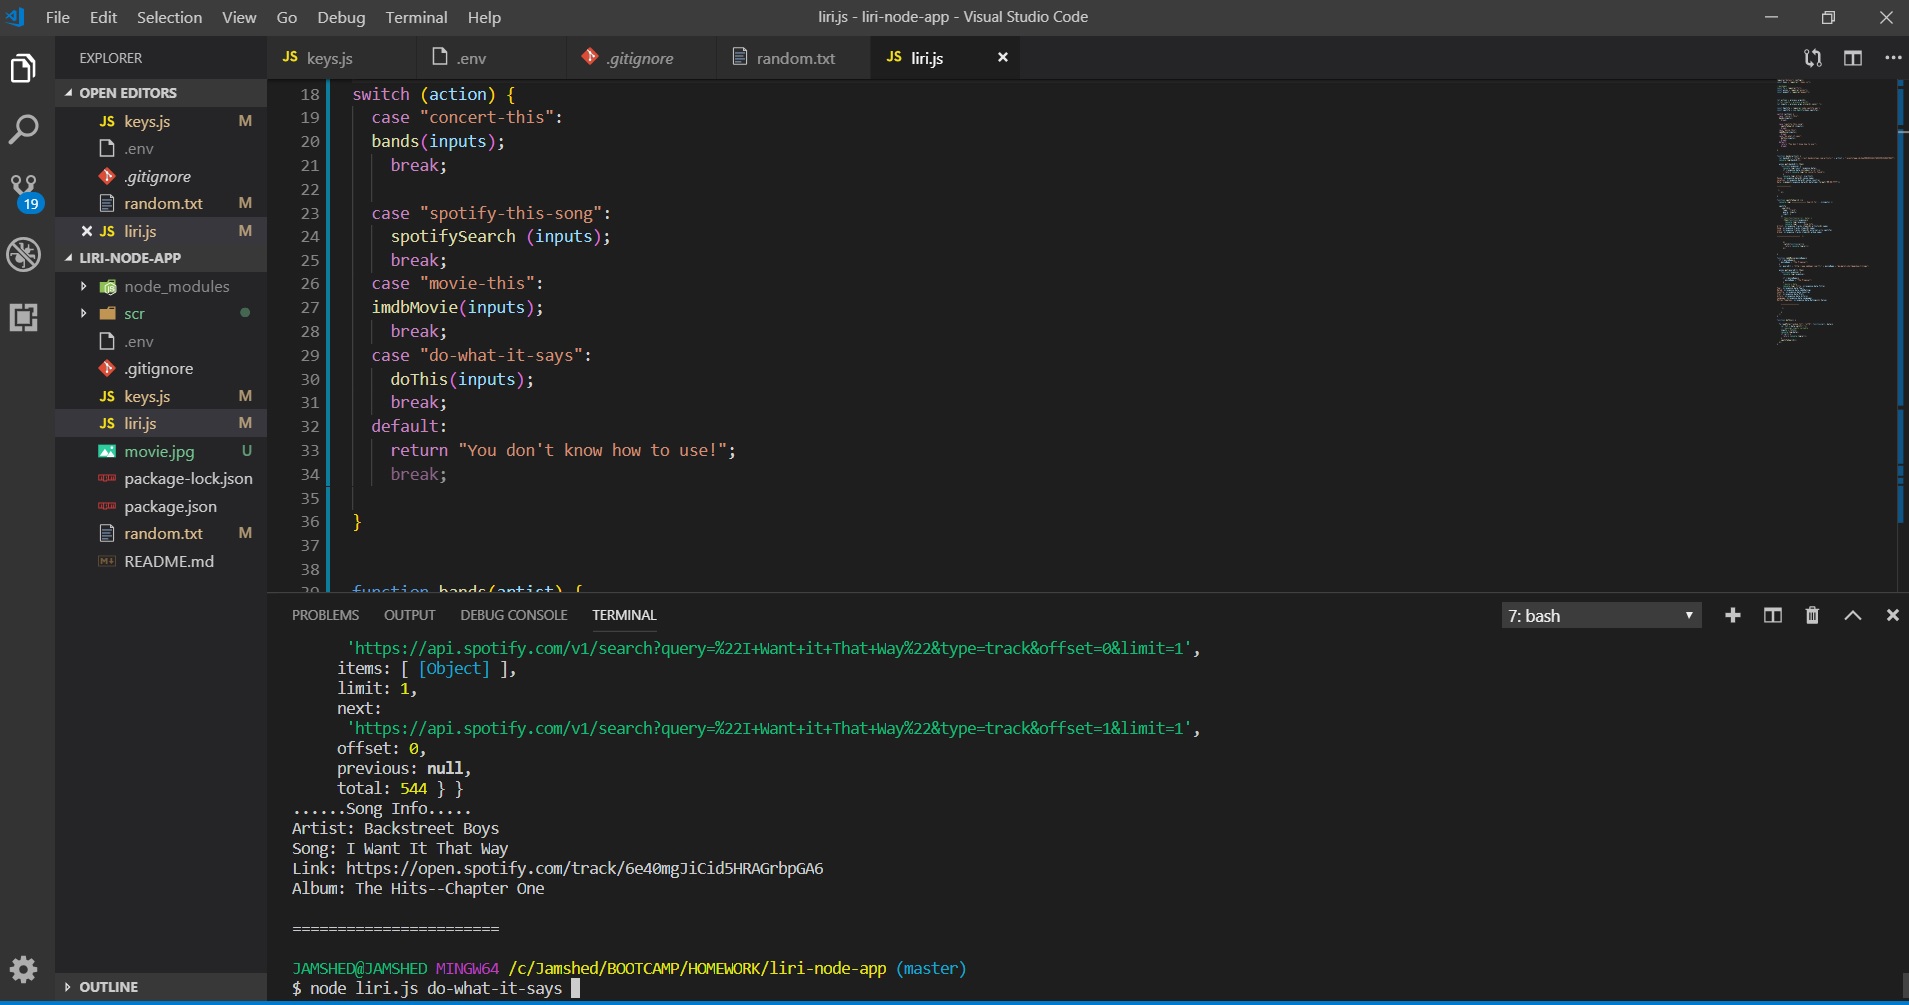 File Edit Selection View Go Debug Terminal Help
liri.js - liri-node-app - Visual Studio Code
EXPLORER
OPEN EDITORS
JS keys.js M
.env
.gitignore
random.txt M
JS liri.js M
LIRI-NODE-APP
node_modules
scr
.env
.gitignore
JS keys.js M
JS liri.js M
movie.jpg U
package-lock.json
package.json
random.txt M
README.md
OUTLINE
19
JS keys.js .env .gitignore random.txt JS liri.js
18 switch (action) {
19 case "concert-this":
20 bands(inputs);
21 break;
22
23 case "spotify-this-song":
24 spotifySearch (inputs);
25 break;
26 case "movie-this":
27 imdbMovie(inputs);
28 break;
29 case "do-what-it-says":
30 doThis(inputs);
31 break;
32 default:
33 return "You don't know how to use!";
34 break;
35
36 }
37
38
39 function bands(artist) {
PROBLEMS OUTPUT DEBUG CONSOLE TERMINAL
7: bash
'https://api.spotify.com/v1/search?query=%22I+Want+it+That+Way%22&type=track&offset=0&limit=1',
items: [ [Object] ],
limit: 1,
next:
'https://api.spotify.com/v1/search?query=%22I+Want+it+That+Way%22&type=track&offset=1&limit=1',
offset: 0,
previous: null,
total: 544 } }
......Song Info.....
Artist: Backstreet Boys
Song: I Want It That Way
Link: https://open.spotify.com/track/6e40mgJiCid5HRAGrbpGA6
Album: The Hits--Chapter One
=======================
JAMSHED@JAMSHED MINGW64 /c/Jamshed/BOOTCAMP/HOMEWORK/liri-node-app (master)
$ node liri.js do-what-it-says